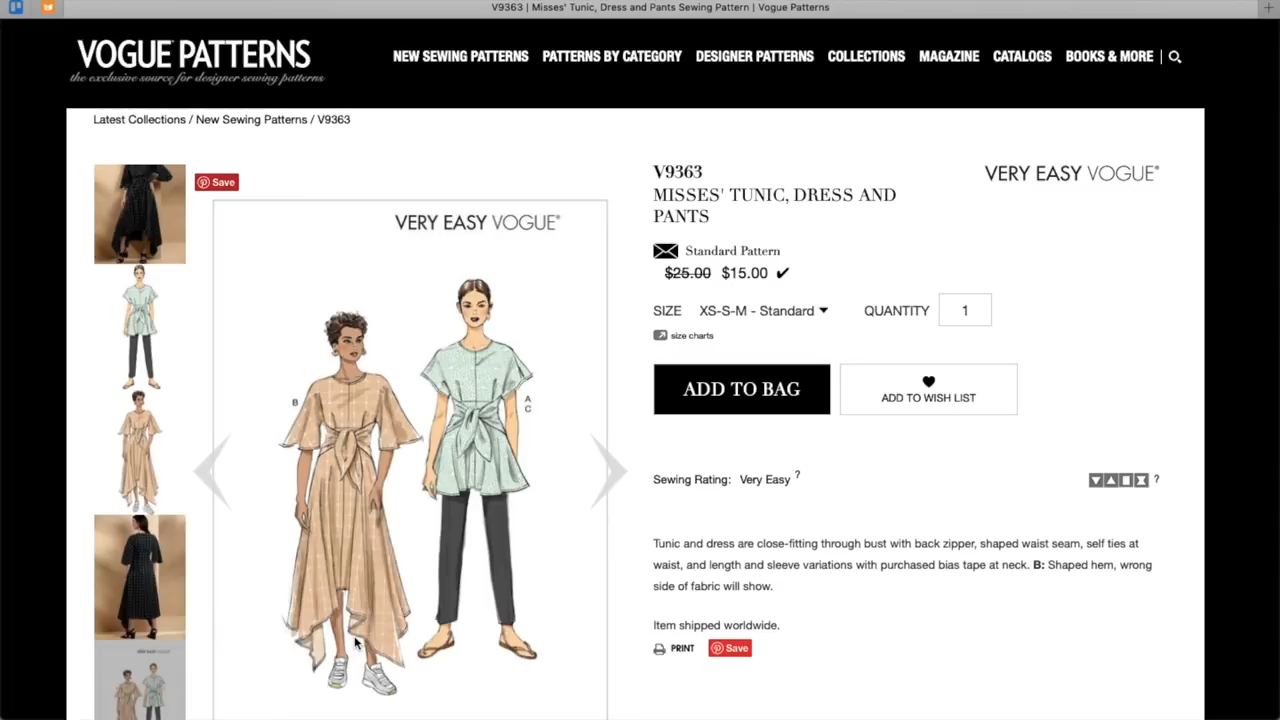 V9363 | Misses' Tunic, Dress and Pants Sewing Pattern | Vogue Patterns
VOGUE PATTERNS
the exclusive source for designer sewing patterns
NEW SEWING PATTERNS PATTERNS BY CATEGORY DESIGNER PATTERNS COLLECTIONS MAGAZINE CATALOGS BOOKS & MORE
Latest Collections / New Sewing Patterns / V9363
Save
VERY EASY VOGUE®
B
A
C
V9363
VERY EASY VOGUE®
MISSES' TUNIC, DRESS AND
PANTS
Standard Pattern
$25.00 $15.00 ✔
SIZE XS-S-M - Standard QUANTITY 1
size charts
ADD TO BAG
ADD TO WISH LIST
Sewing Rating: Very Easy ?
?
Tunic and dress are close-fitting through bust with back zipper, shaped waist seam, self ties at
waist, and length and sleeve variations with purchased bias tape at neck. B: Shaped hem, wrong
side of fabric will show.
Item shipped worldwide.
PRINT Save